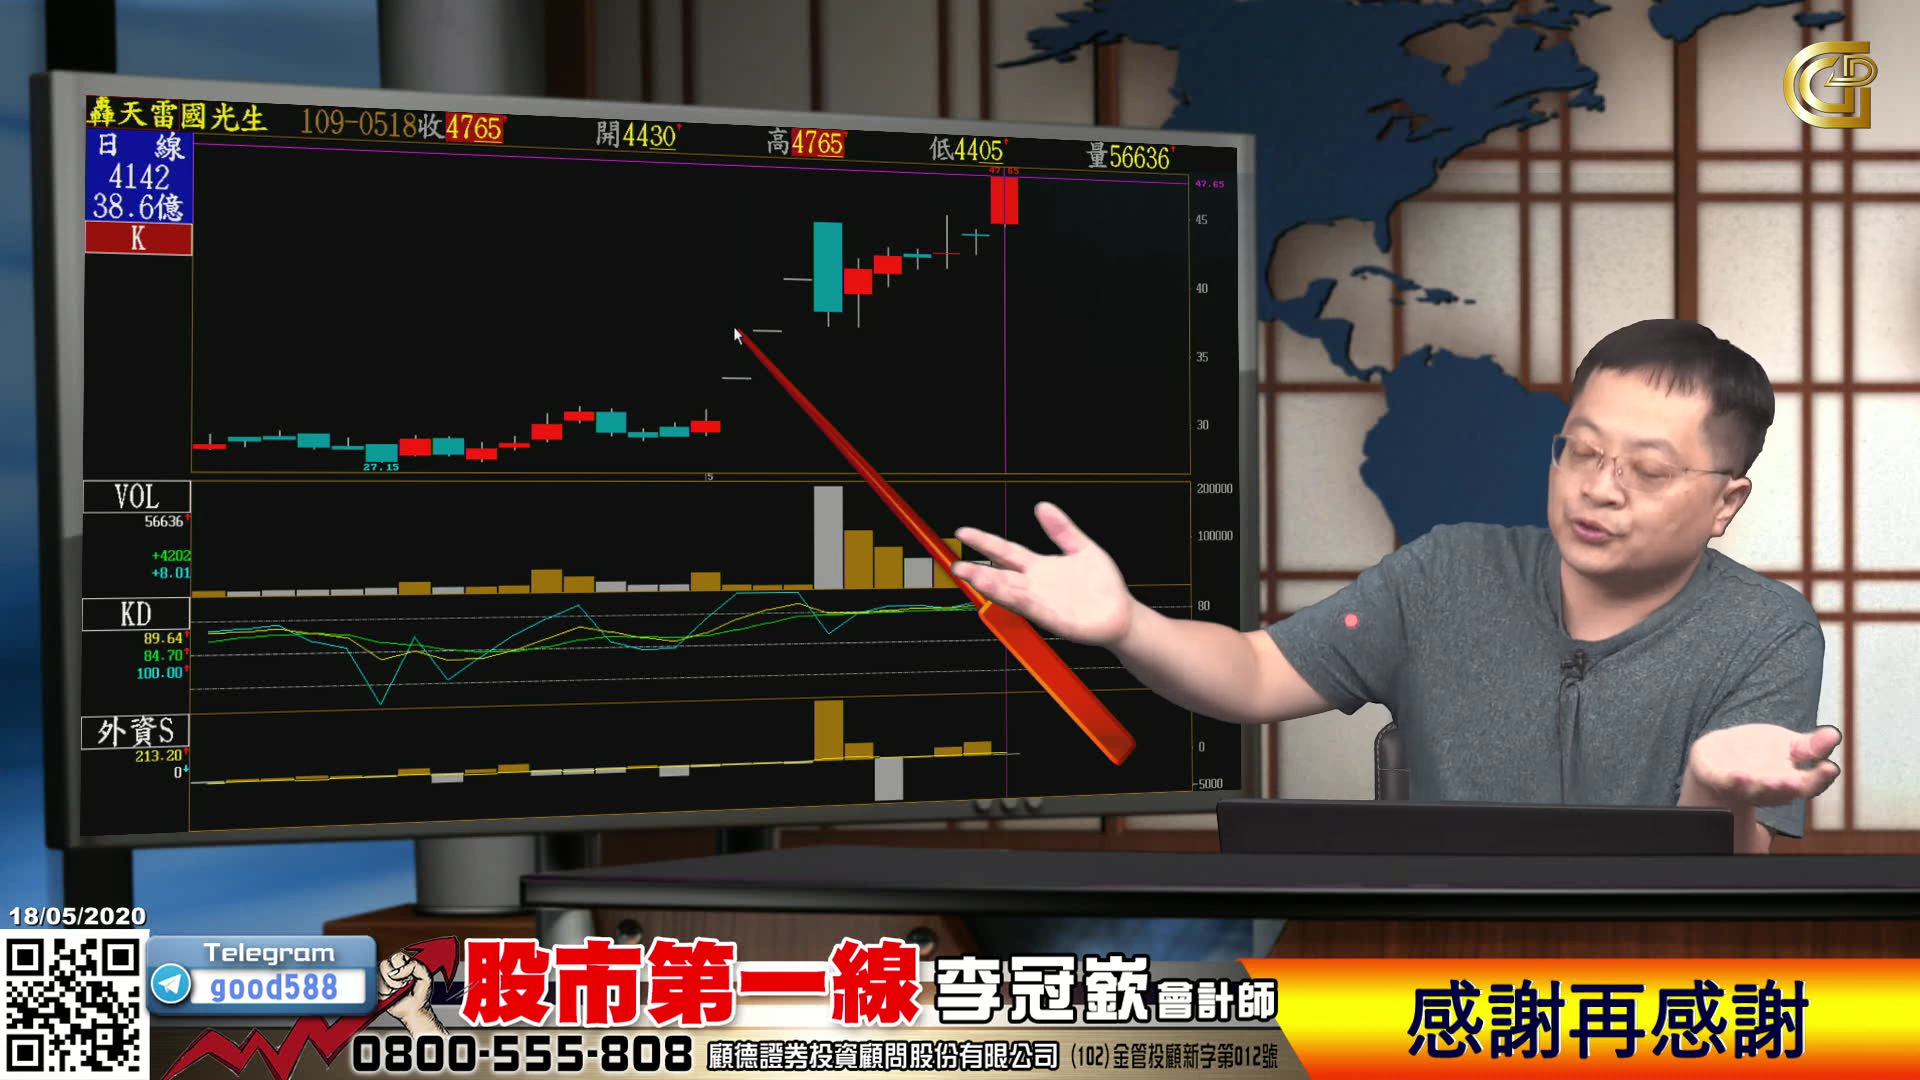 轟天雷國光生
109-0518收4765
開4430
高4765
低4405
量56636
日 線
4142
38.6億
K
47.65
47.65
45
40
35
30
27.15
5
VOL
56636
+4202
+8.01
200000
100000
KD
89.64
84.70
100.00
80
外資S
213.20
0
0
-5000
GD
18/05/2020
Telegram
good588
股市第一線
李冠嶔會計師
0800-555-808
顧德證券投資顧問股份有限公司
(102)金管投顧新字第012號
感謝再感謝